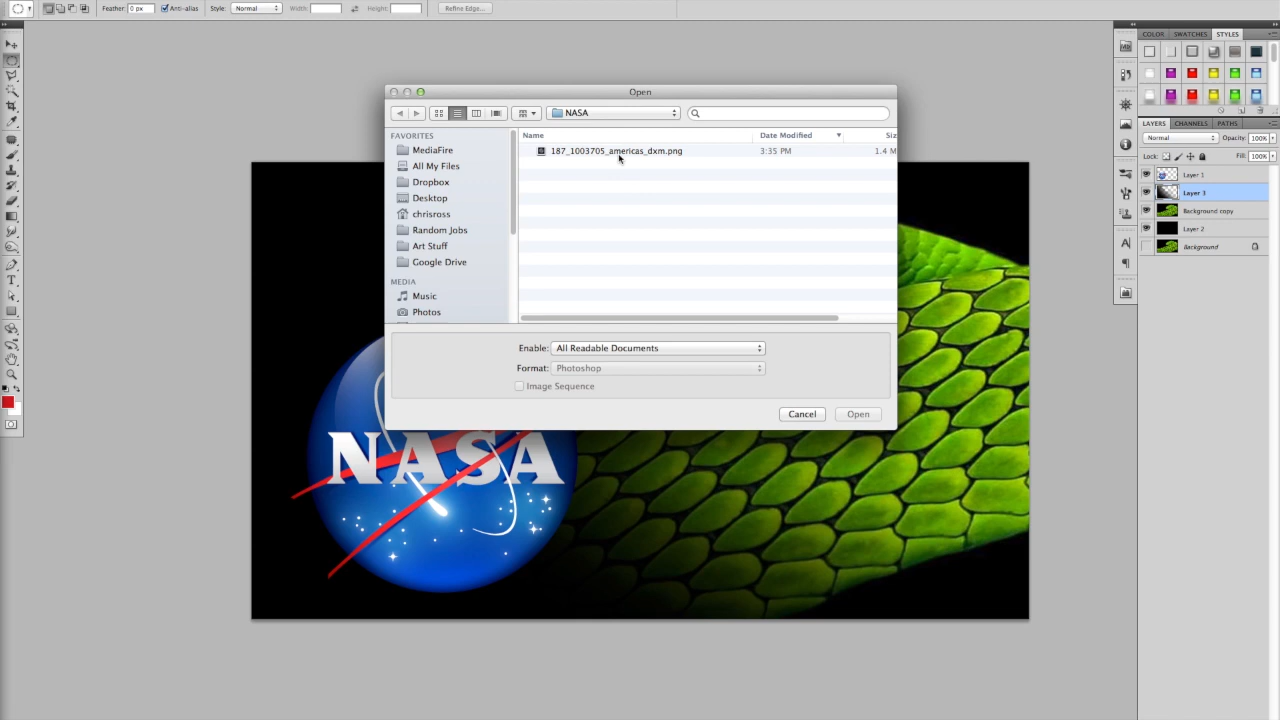 Feather: 0 px Anti-alias Style: Normal Width: Height: Refine Edge...
COLOR SWATCHES STYLES
Open
NASA
FAVORITES
MediaFire
All My Files
Dropbox
Desktop
chrisross
Random Jobs
Art Stuff
Google Drive
MEDIA
Music
Photos
Name Date Modified Siz
187_1003705_americas_dxm.png 3:35 PM 1.4 M
Enable: All Readable Documents
Format: Photoshop
Image Sequence
Cancel Open
NASA
LAYERS CHANNELS PATHS
Normal Opacity: 100%
Lock: Fill: 100%
Layer 1
Layer 3
Background copy
Layer 2
Background